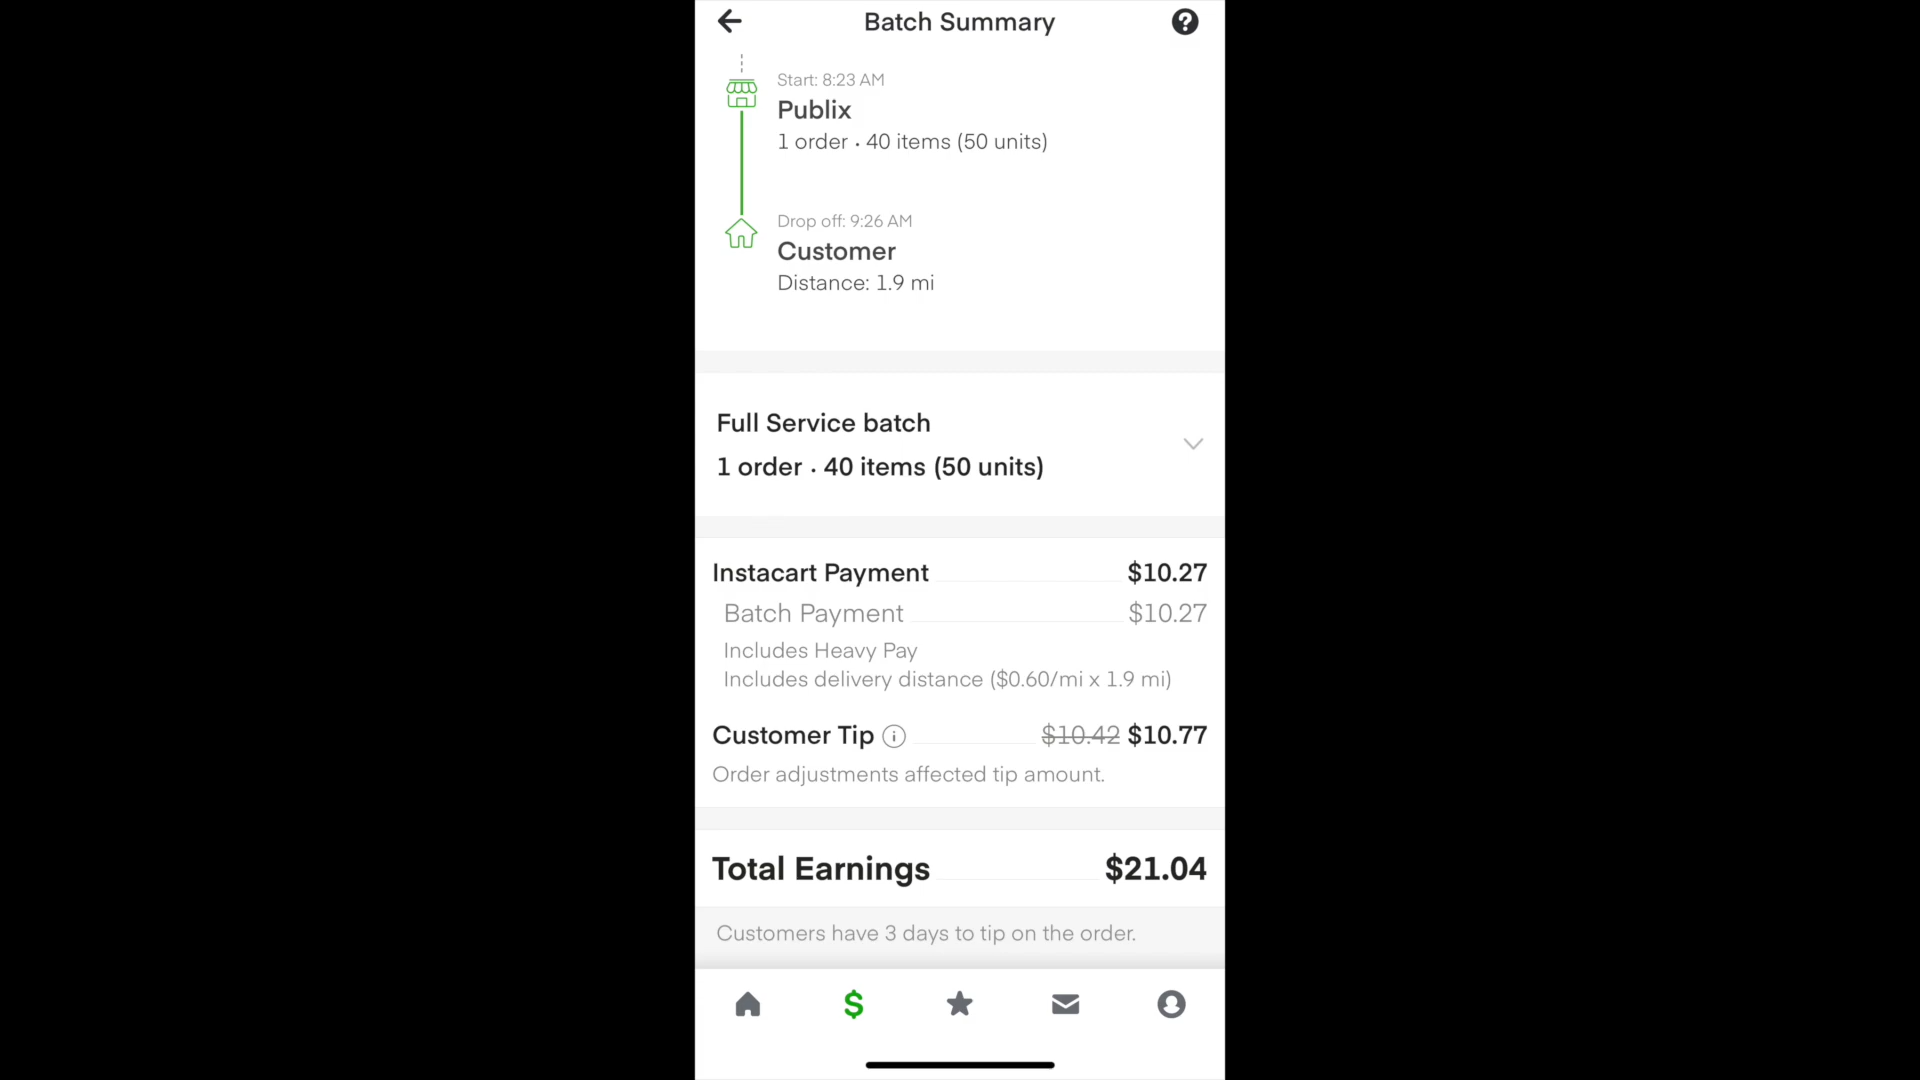 Batch Summary
Start: 8:23 AM
Publix
1 order · 40 items (50 units)
Drop off: 9:26 AM
Customer
Distance: 1.9 mi
Full Service batch
1 order · 40 items (50 units)
Instacart Payment $10.27
Batch Payment $10.27
Includes Heavy Pay
Includes delivery distance ($0.60/mi x 1.9 mi)
Customer Tip $10.42 $10.77
Order adjustments affected tip amount.
Total Earnings $21.04
Customers have 3 days to tip on the order.